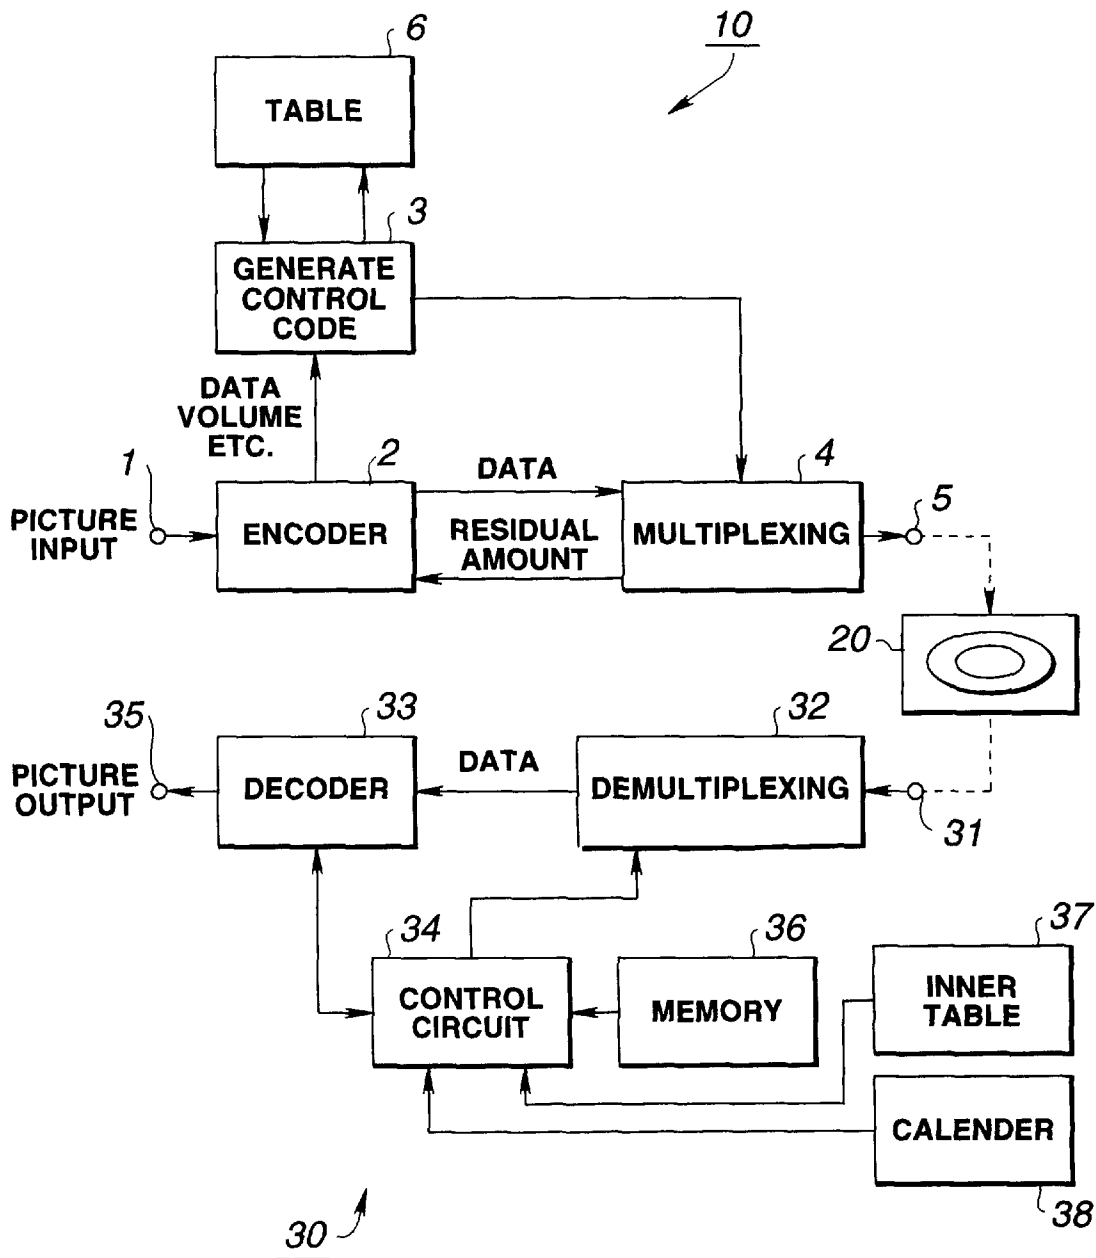 6
10
TABLE
3
GENERATE
CONTROL
CODE
DATA
VOLUME
ETC.
1
2
DATA
4
5
PICTURE
INPUT
ENCODER
RESIDUAL
AMOUNT
MULTIPLEXING
20
35
33
32
PICTURE
OUTPUT
DECODER
DATA
DEMULTIPLEXING
31
34
36
37
CONTROL
CIRCUIT
MEMORY
INNER
TABLE
CALENDER
38
30